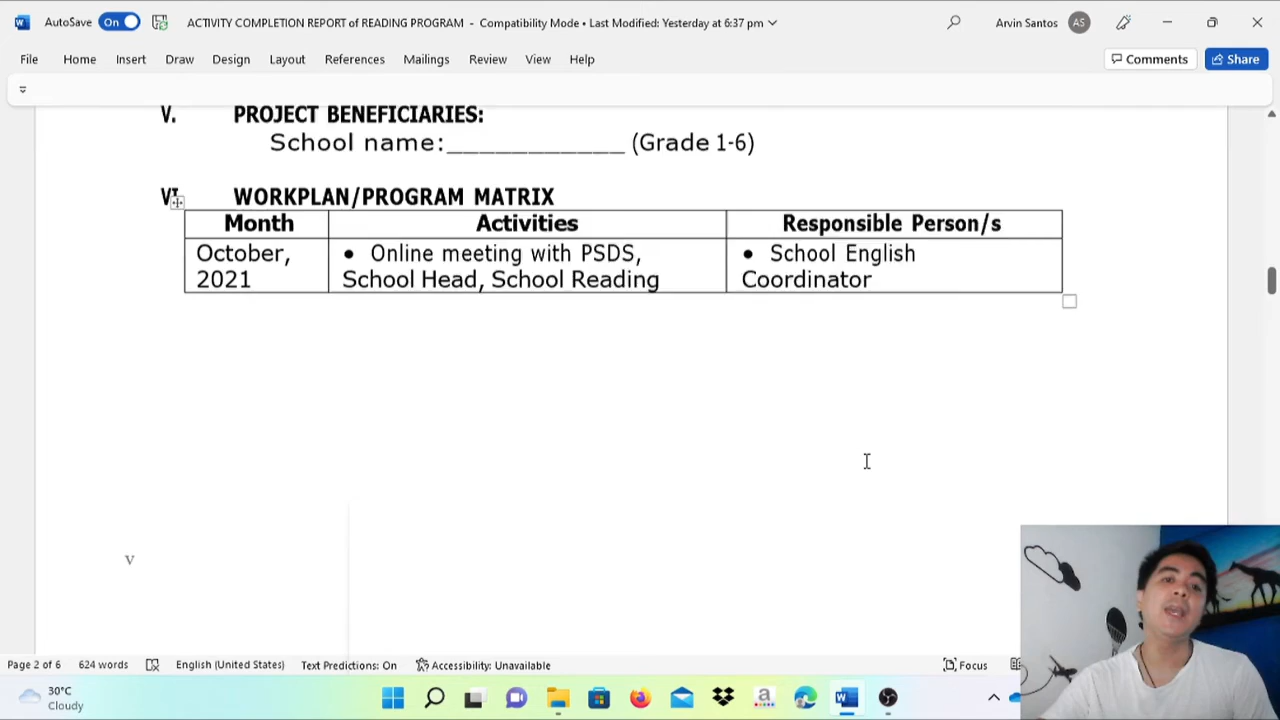 AutoSave On ACTIVITY COMPLETION REPORT of READING PROGRAM - Compatibility Mode • Last Modified: Yesterday at 6:37 pm Arvin Santos AS
File Home Insert Draw Design Layout References Mailings Review View Help Comments Share
V. PROJECT BENEFICIARIES:
School name:____________ (Grade 1-6)
VI. WORKPLAN/PROGRAM MATRIX
Month Activities Responsible Person/s
October, • Online meeting with PSDS, • School English
2021 School Head, School Reading Coordinator
v
Page 2 of 6 624 words English (United States) Text Predictions: On Accessibility: Unavailable Focus
30°C
Cloudy